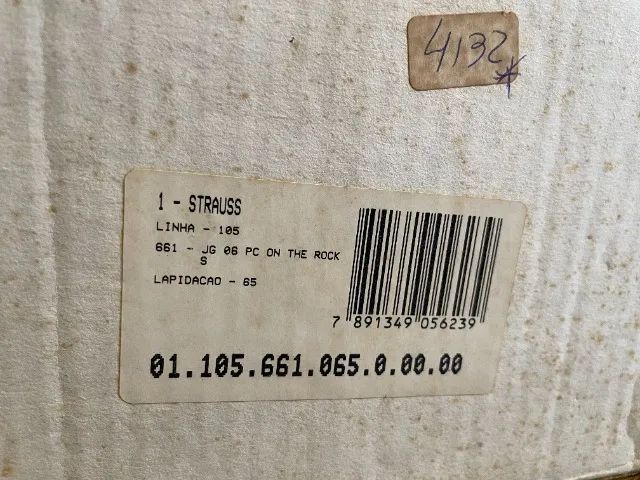 4132
1 - STRAUSS
LINHA - 105
661 - JG 06 PC ON THE ROCK
S
LAPIDACAO - 65
7 891349 056239
01.105.661.065.0.00.00